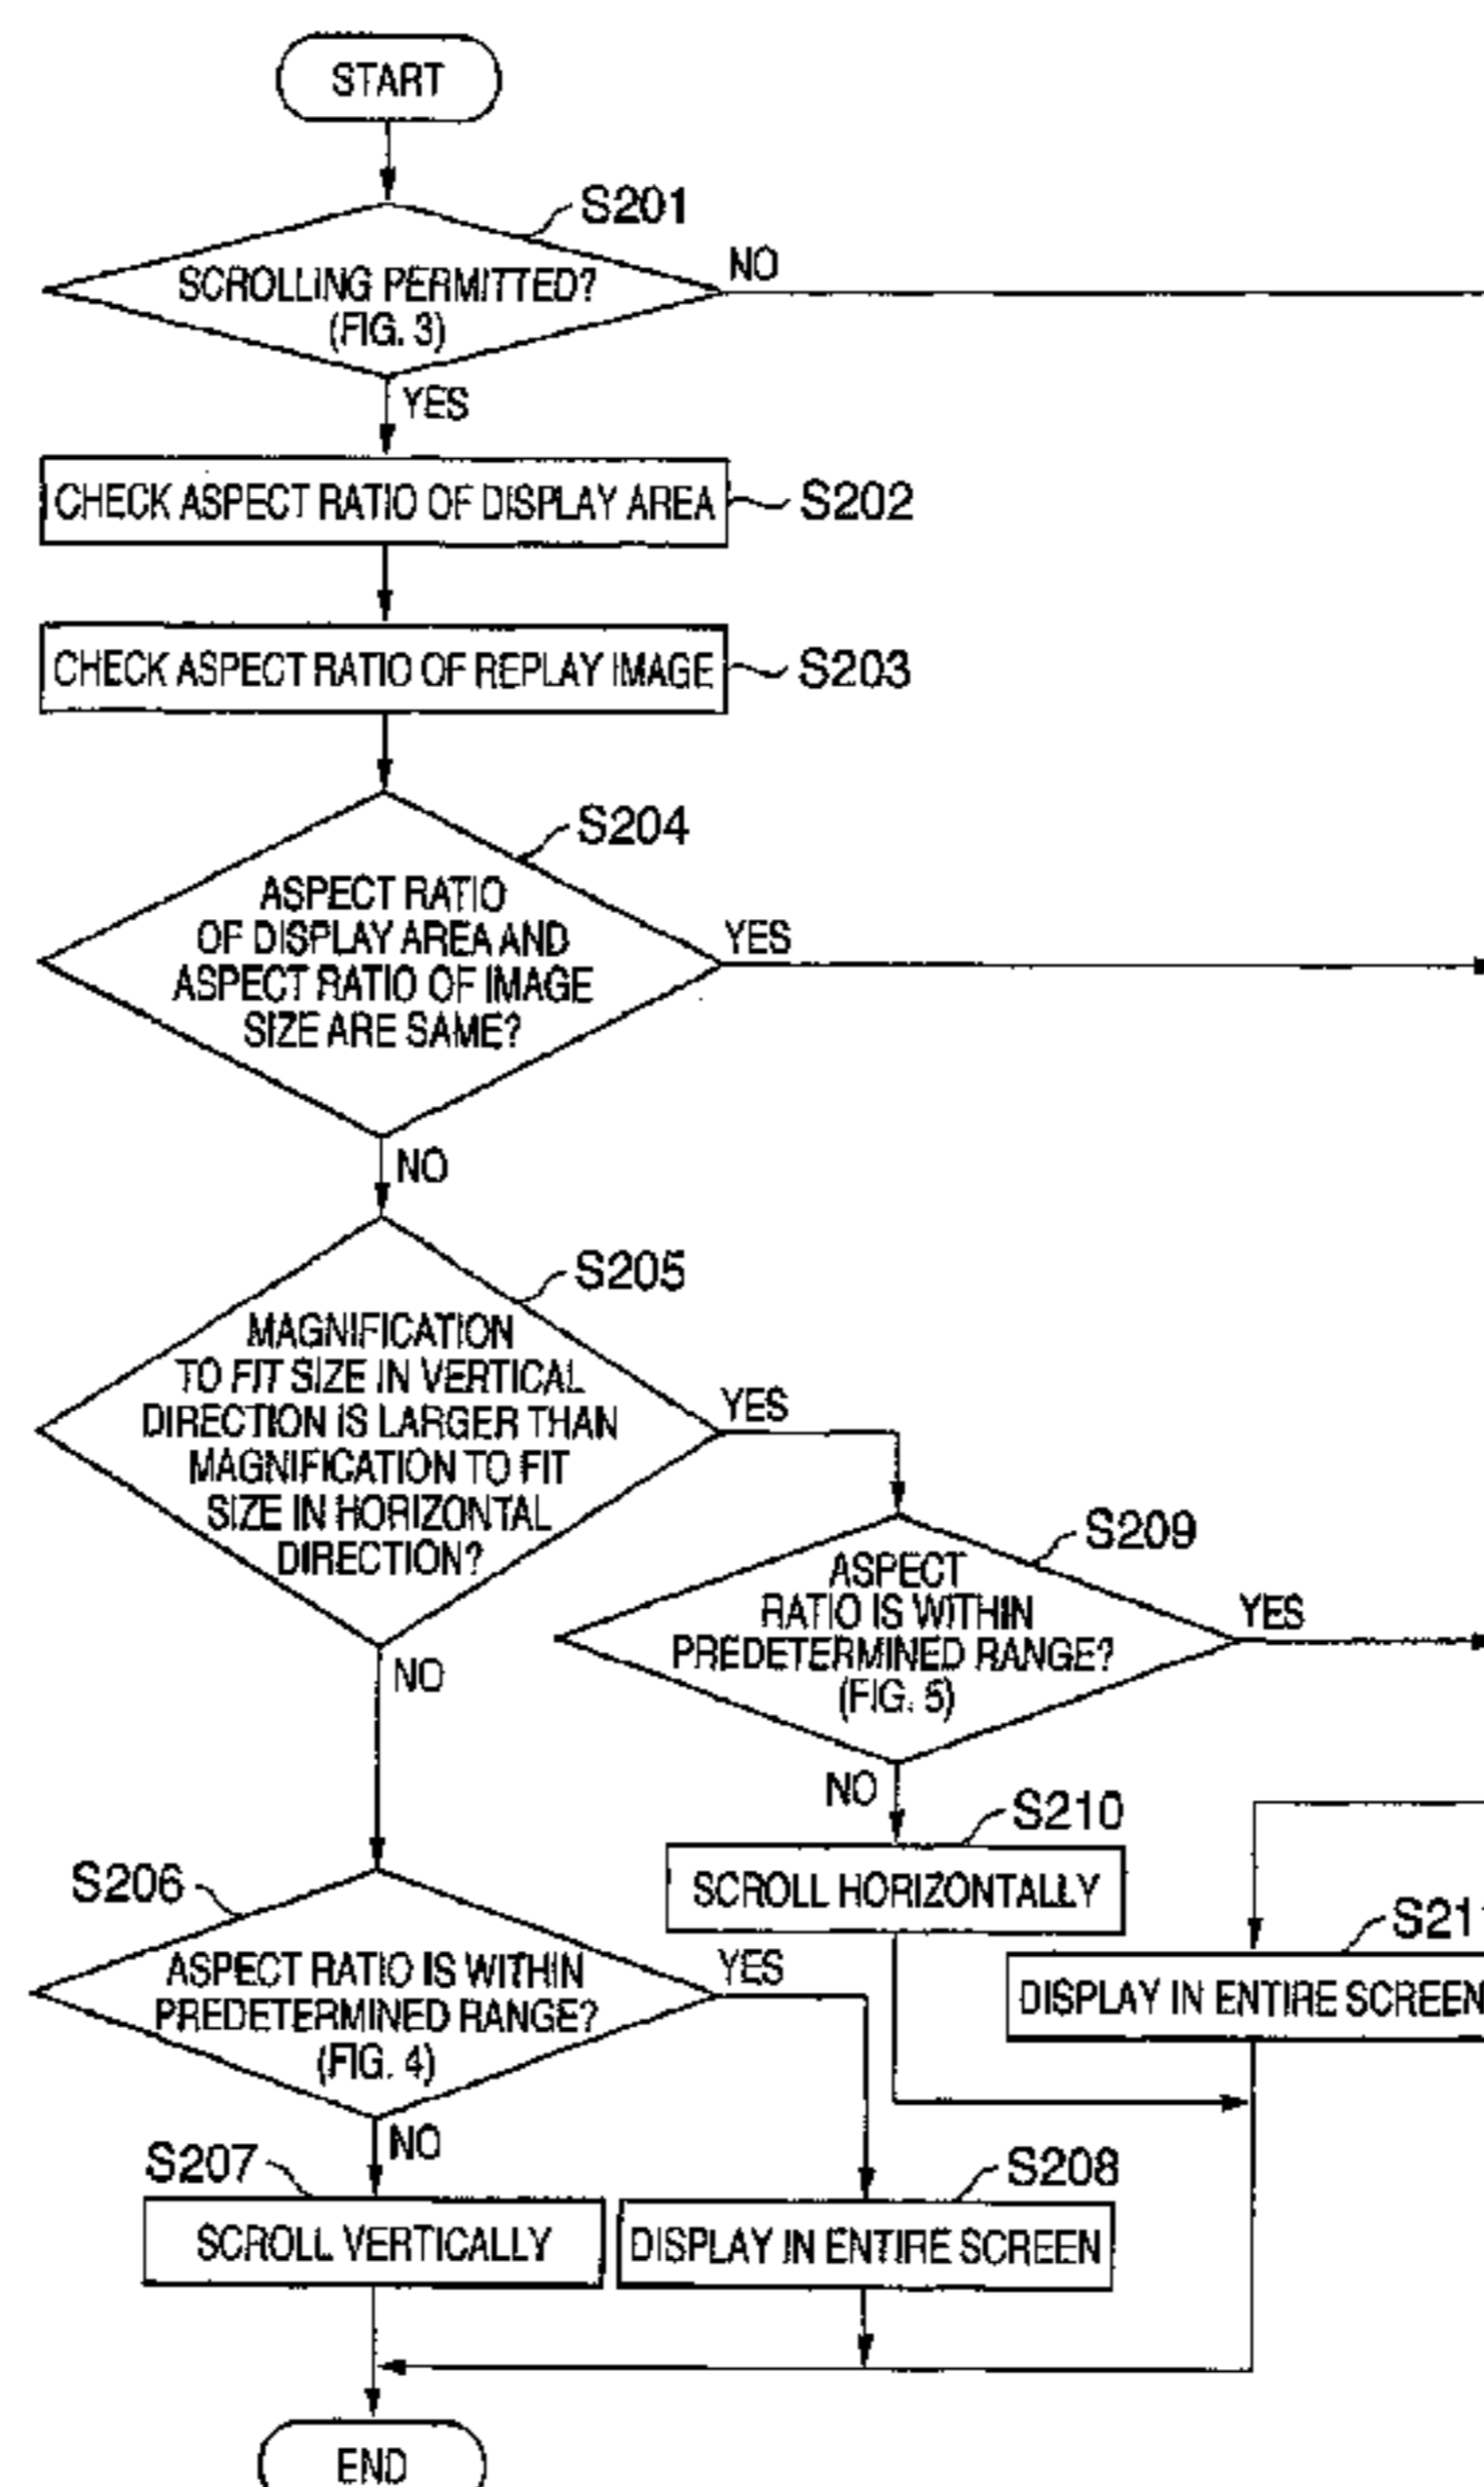 START
S201
SCROLLING PERMITTED?
(FIG. 3)
NO
YES
CHECK ASPECT RATIO OF DISPLAY AREA
S202
CHECK ASPECT RATIO OF REPLAY IMAGE
S203
S204
ASPECT RATIO
OF DISPLAY AREA AND
ASPECT RATIO OF IMAGE
SIZE ARE SAME?
YES
NO
S205
MAGNIFICATION
TO FIT SIZE IN VERTICAL
DIRECTION IS LARGER THAN
MAGNIFICATION TO FIT
SIZE IN HORIZONTAL
DIRECTION?
YES
NO
S209
ASPECT
RATIO IS WITHIN
PREDETERMINED RANGE?
(FIG. 5)
YES
NO
S210
SCROLL HORIZONTALLY
S206
ASPECT RATIO IS WITHIN
PREDETERMINED RANGE?
(FIG. 4)
YES
NO
DISPLAY IN ENTIRE SCREEN
S207
SCROLL VERTICALLY
S208
DISPLAY IN ENTIRE SCREEN
END